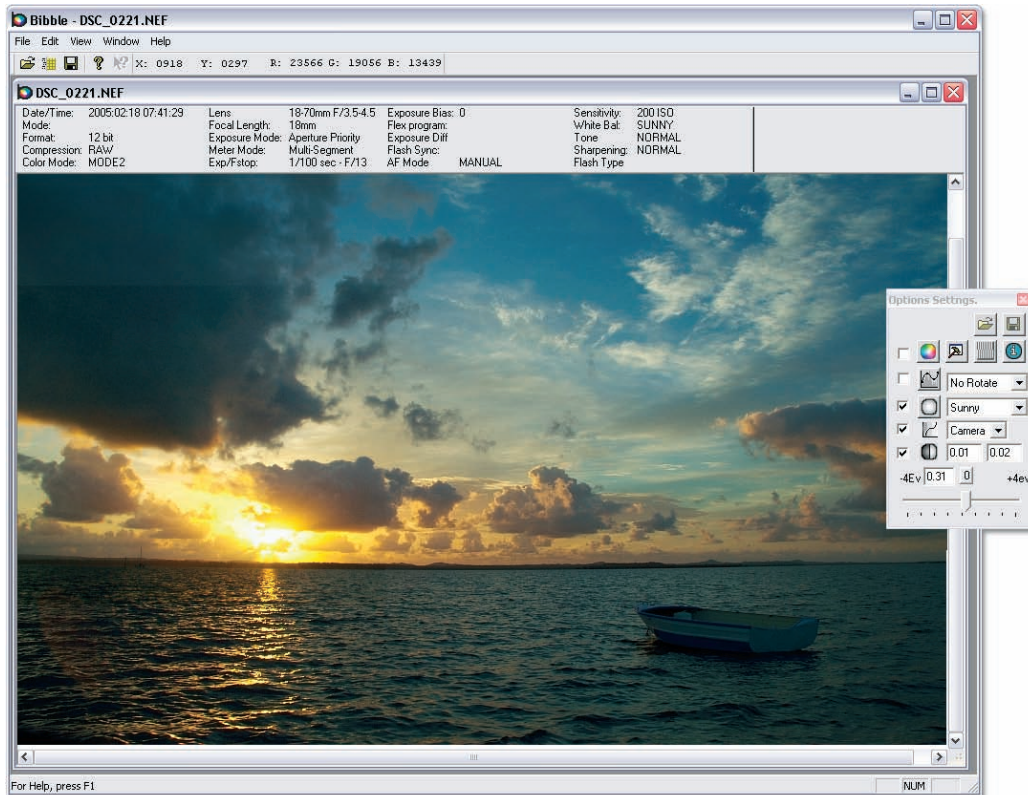 Bibble - DSC_0221.NEF
File Edit View Window Help
X: 0918 Y: 0297 R: 23566 G: 19056 B: 13439
DSC_0221.NEF
Date/Time: 2005:02:18 07:41:29 Lens 18-70mm F/3.5-4.5 Exposure Bias: 0 Sensitivity: 200 ISO
Mode: Focal Length: 18mm Flex program: White Bal: SUNNY
Format: 12 bit Exposure Mode: Aperture Priority Exposure Diff Tone NORMAL
Compression: RAW Meter Mode: Multi-Segment Flash Sync: Sharpening: NORMAL
Color Mode: MODE2 Exp/Fstop: 1/100 sec - F/13 AF Mode MANUAL Flash Type
Options Settngs.
No Rotate
Sunny
Camera
0.01 0.02
-4Ev 0.31 0 +4ev
For Help, press F1 NUM